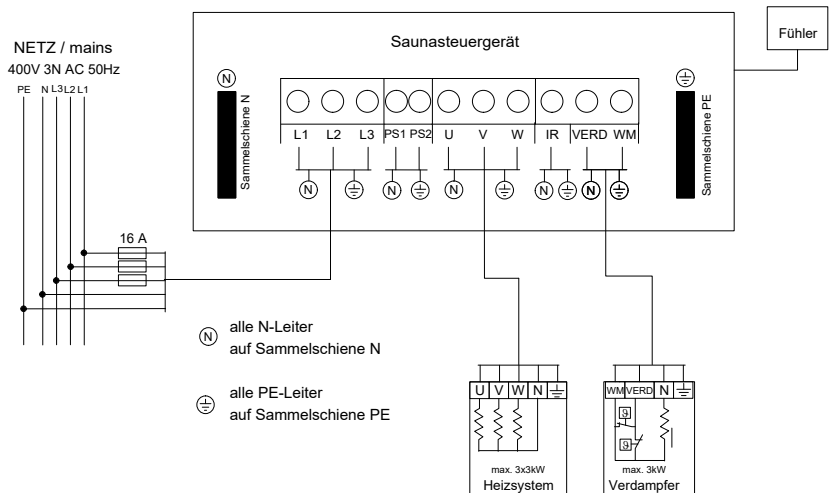 NETZ / mains
400V 3N AC 50Hz
PE N L3 L2 L1
16 A
Saunasteuergerät
Fühler
N
Sammelschiene N
L1 L2 L3 PS1 PS2 U V W IR VERD WM
Sammelschiene PE
N N N N N
N alle N-Leiter
auf Sammelschiene N
alle PE-Leiter
auf Sammelschiene PE
U V W N
max. 3x3kW
Heizsystem
WM VERD N
ϑ
ϑ
max. 3kW
Verdampfer